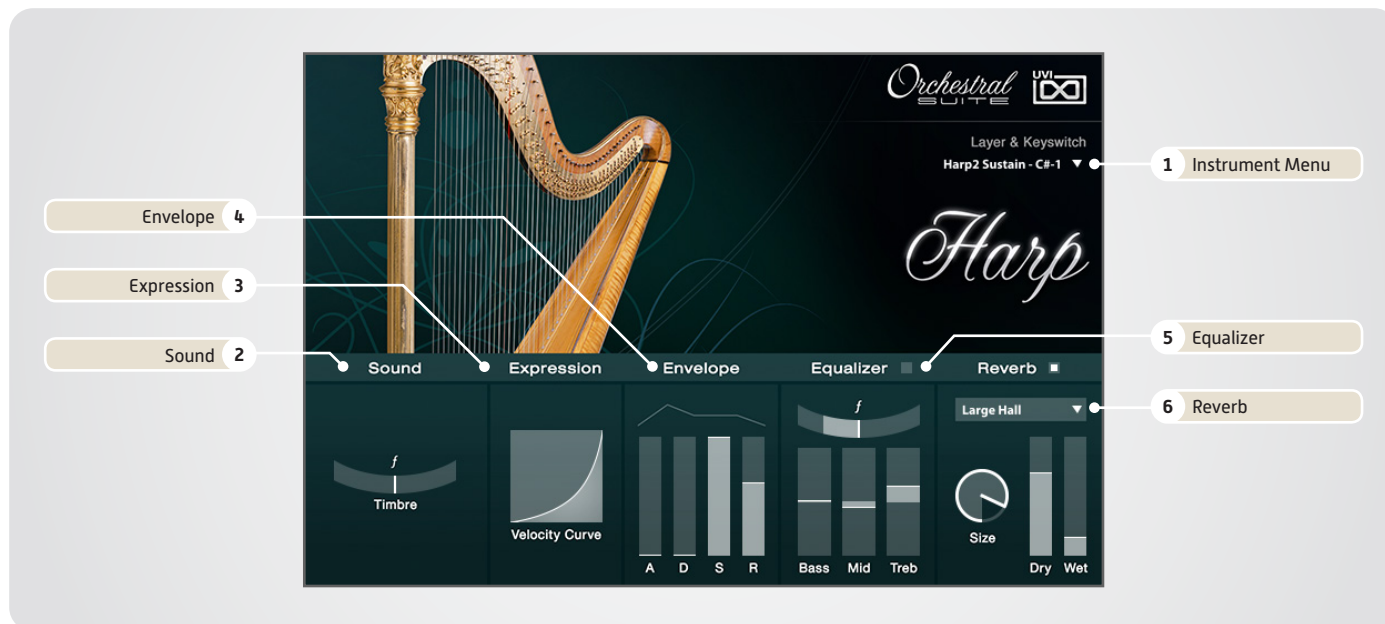 Orchestral
SUITE
UVI
Layer & Keyswitch
Harp2 Sustain - C#-1
1 Instrument Menu
Harp
Envelope 4
Expression 3
Sound 2
5 Equalizer
6 Reverb
Sound
Expression
Envelope
Equalizer
Reverb
f
Timbre
Velocity Curve
A D S R
f
Bass Mid Treb
Large Hall
Size
Dry Wet